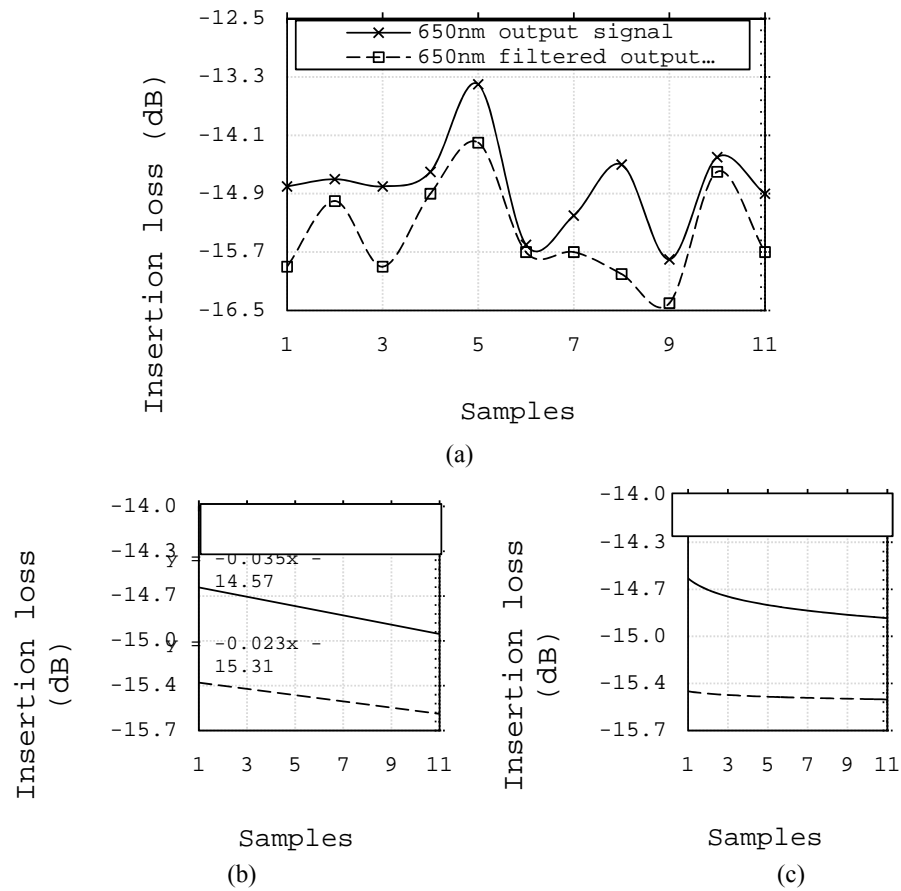 -12.5
650nm output signal
650nm filtered output…
-13.3
-14.1
-14.9
-15.7
-16.5
Insertion loss (dB)
1 3 5 7 9 11
Samples
(a)
-14.0
-14.3
y = -0.035x -
14.57
-14.7
-15.0
y = -0.023x -
15.31
-15.4
-15.7
Insertion loss
(dB)
1 3 5 7 9 11
Samples
(b)
-14.0
-14.3
-14.7
-15.0
-15.4
-15.7
Insertion loss
(dB)
1 3 5 7 9 11
Samples
(c)